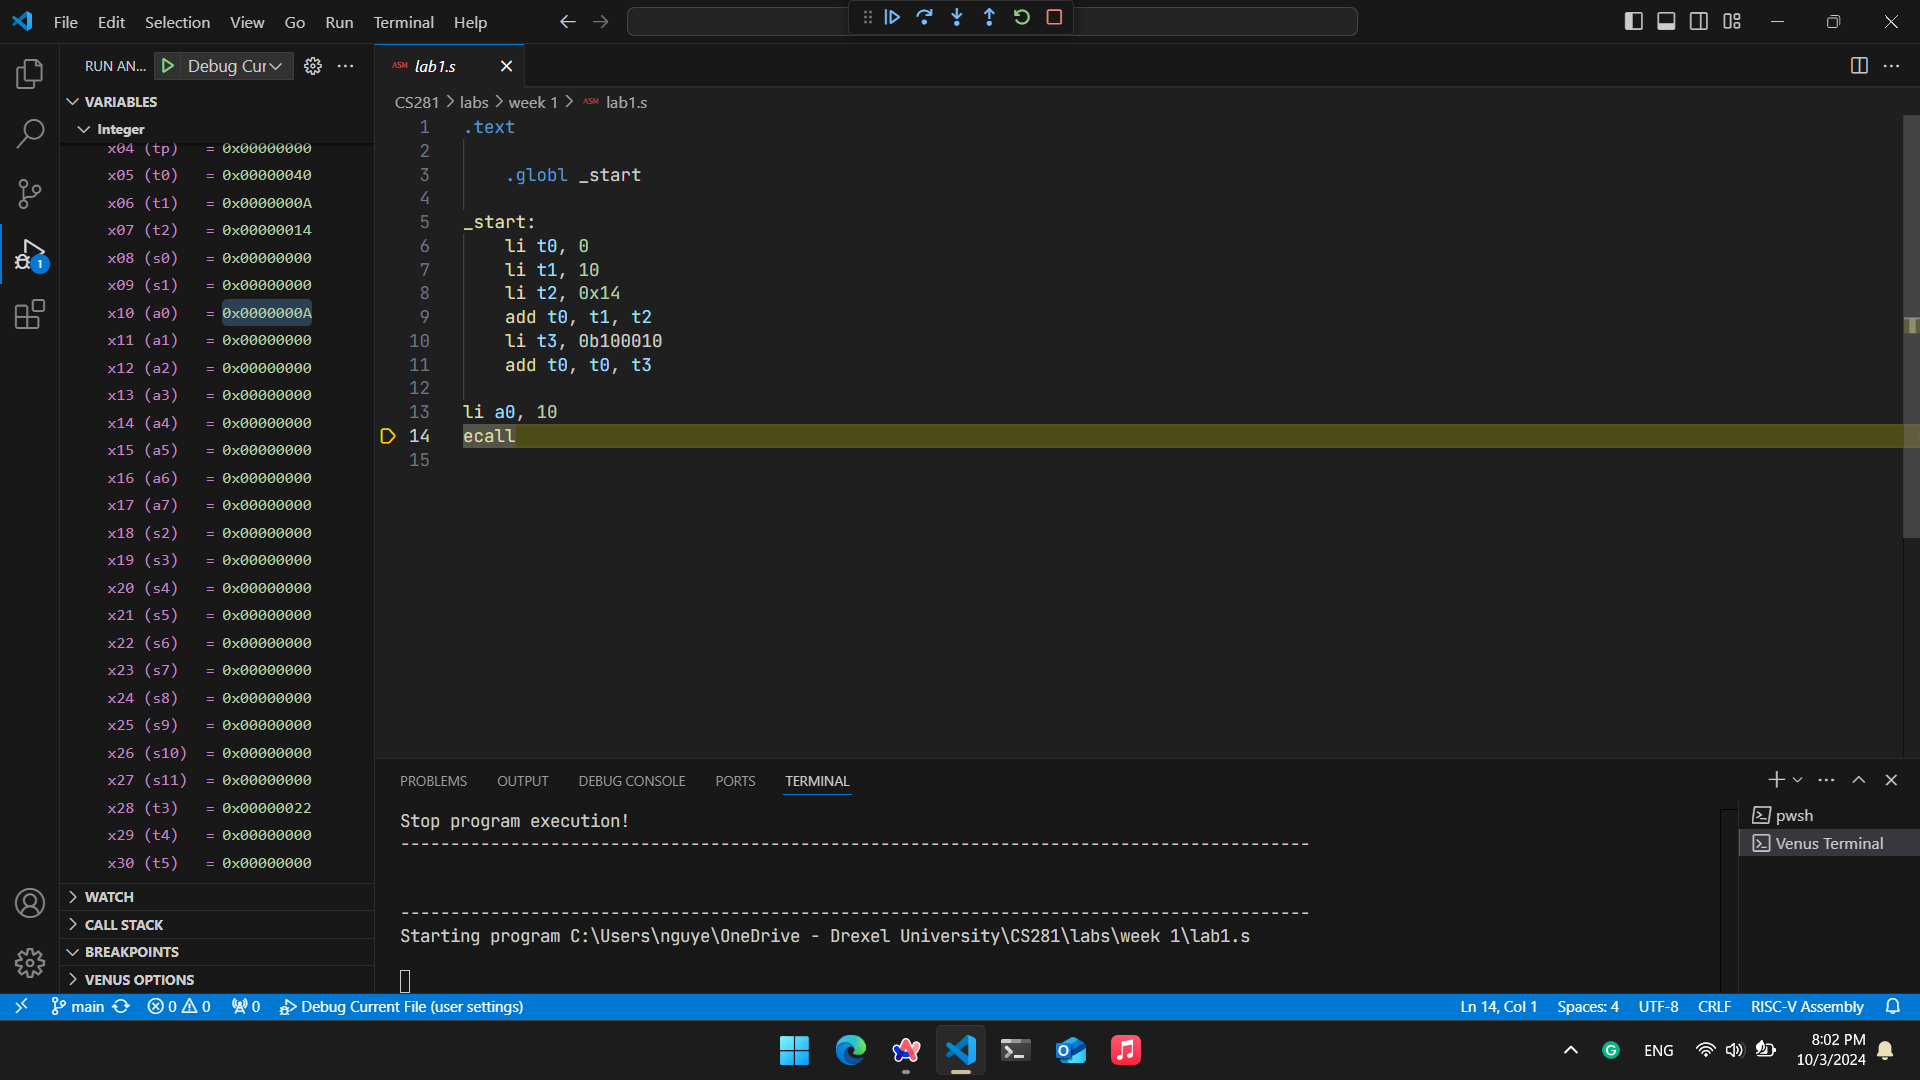 File Edit Selection View Go Run Terminal Help
RUN AN... Debug Cur
VARIABLES
Integer
x04 (tp) = 0x00000000
x05 (t0) = 0x00000040
x06 (t1) = 0x0000000A
x07 (t2) = 0x00000014
x08 (s0) = 0x00000000
x09 (s1) = 0x00000000
x10 (a0) = 0x0000000A
x11 (a1) = 0x00000000
x12 (a2) = 0x00000000
x13 (a3) = 0x00000000
x14 (a4) = 0x00000000
x15 (a5) = 0x00000000
x16 (a6) = 0x00000000
x17 (a7) = 0x00000000
x18 (s2) = 0x00000000
x19 (s3) = 0x00000000
x20 (s4) = 0x00000000
x21 (s5) = 0x00000000
x22 (s6) = 0x00000000
x23 (s7) = 0x00000000
x24 (s8) = 0x00000000
x25 (s9) = 0x00000000
x26 (s10) = 0x00000000
x27 (s11) = 0x00000000
x28 (t3) = 0x00000022
x29 (t4) = 0x00000000
x30 (t5) = 0x00000000
WATCH
CALL STACK
BREAKPOINTS
VENUS OPTIONS
1
ASM lab1.s
CS281 > labs > week 1 > ASM lab1.s
1 .text
2
3 .globl _start
4
5 _start:
6 li t0, 0
7 li t1, 10
8 li t2, 0x14
9 add t0, t1, t2
10 li t3, 0b100010
11 add t0, t0, t3
12
13 li a0, 10
14 ecall
15
PROBLEMS OUTPUT DEBUG CONSOLE PORTS TERMINAL
Stop program execution!
-------------------------------------------------------------------------------------------
-------------------------------------------------------------------------------------------
Starting program C:\Users\nguye\OneDrive - Drexel University\CS281\labs\week 1\lab1.s
pwsh
Venus Terminal
main 0 0 0 Debug Current File (user settings) Ln 14, Col 1 Spaces: 4 UTF-8 CRLF RISC-V Assembly
G ENG 8:02 PM
10/3/2024